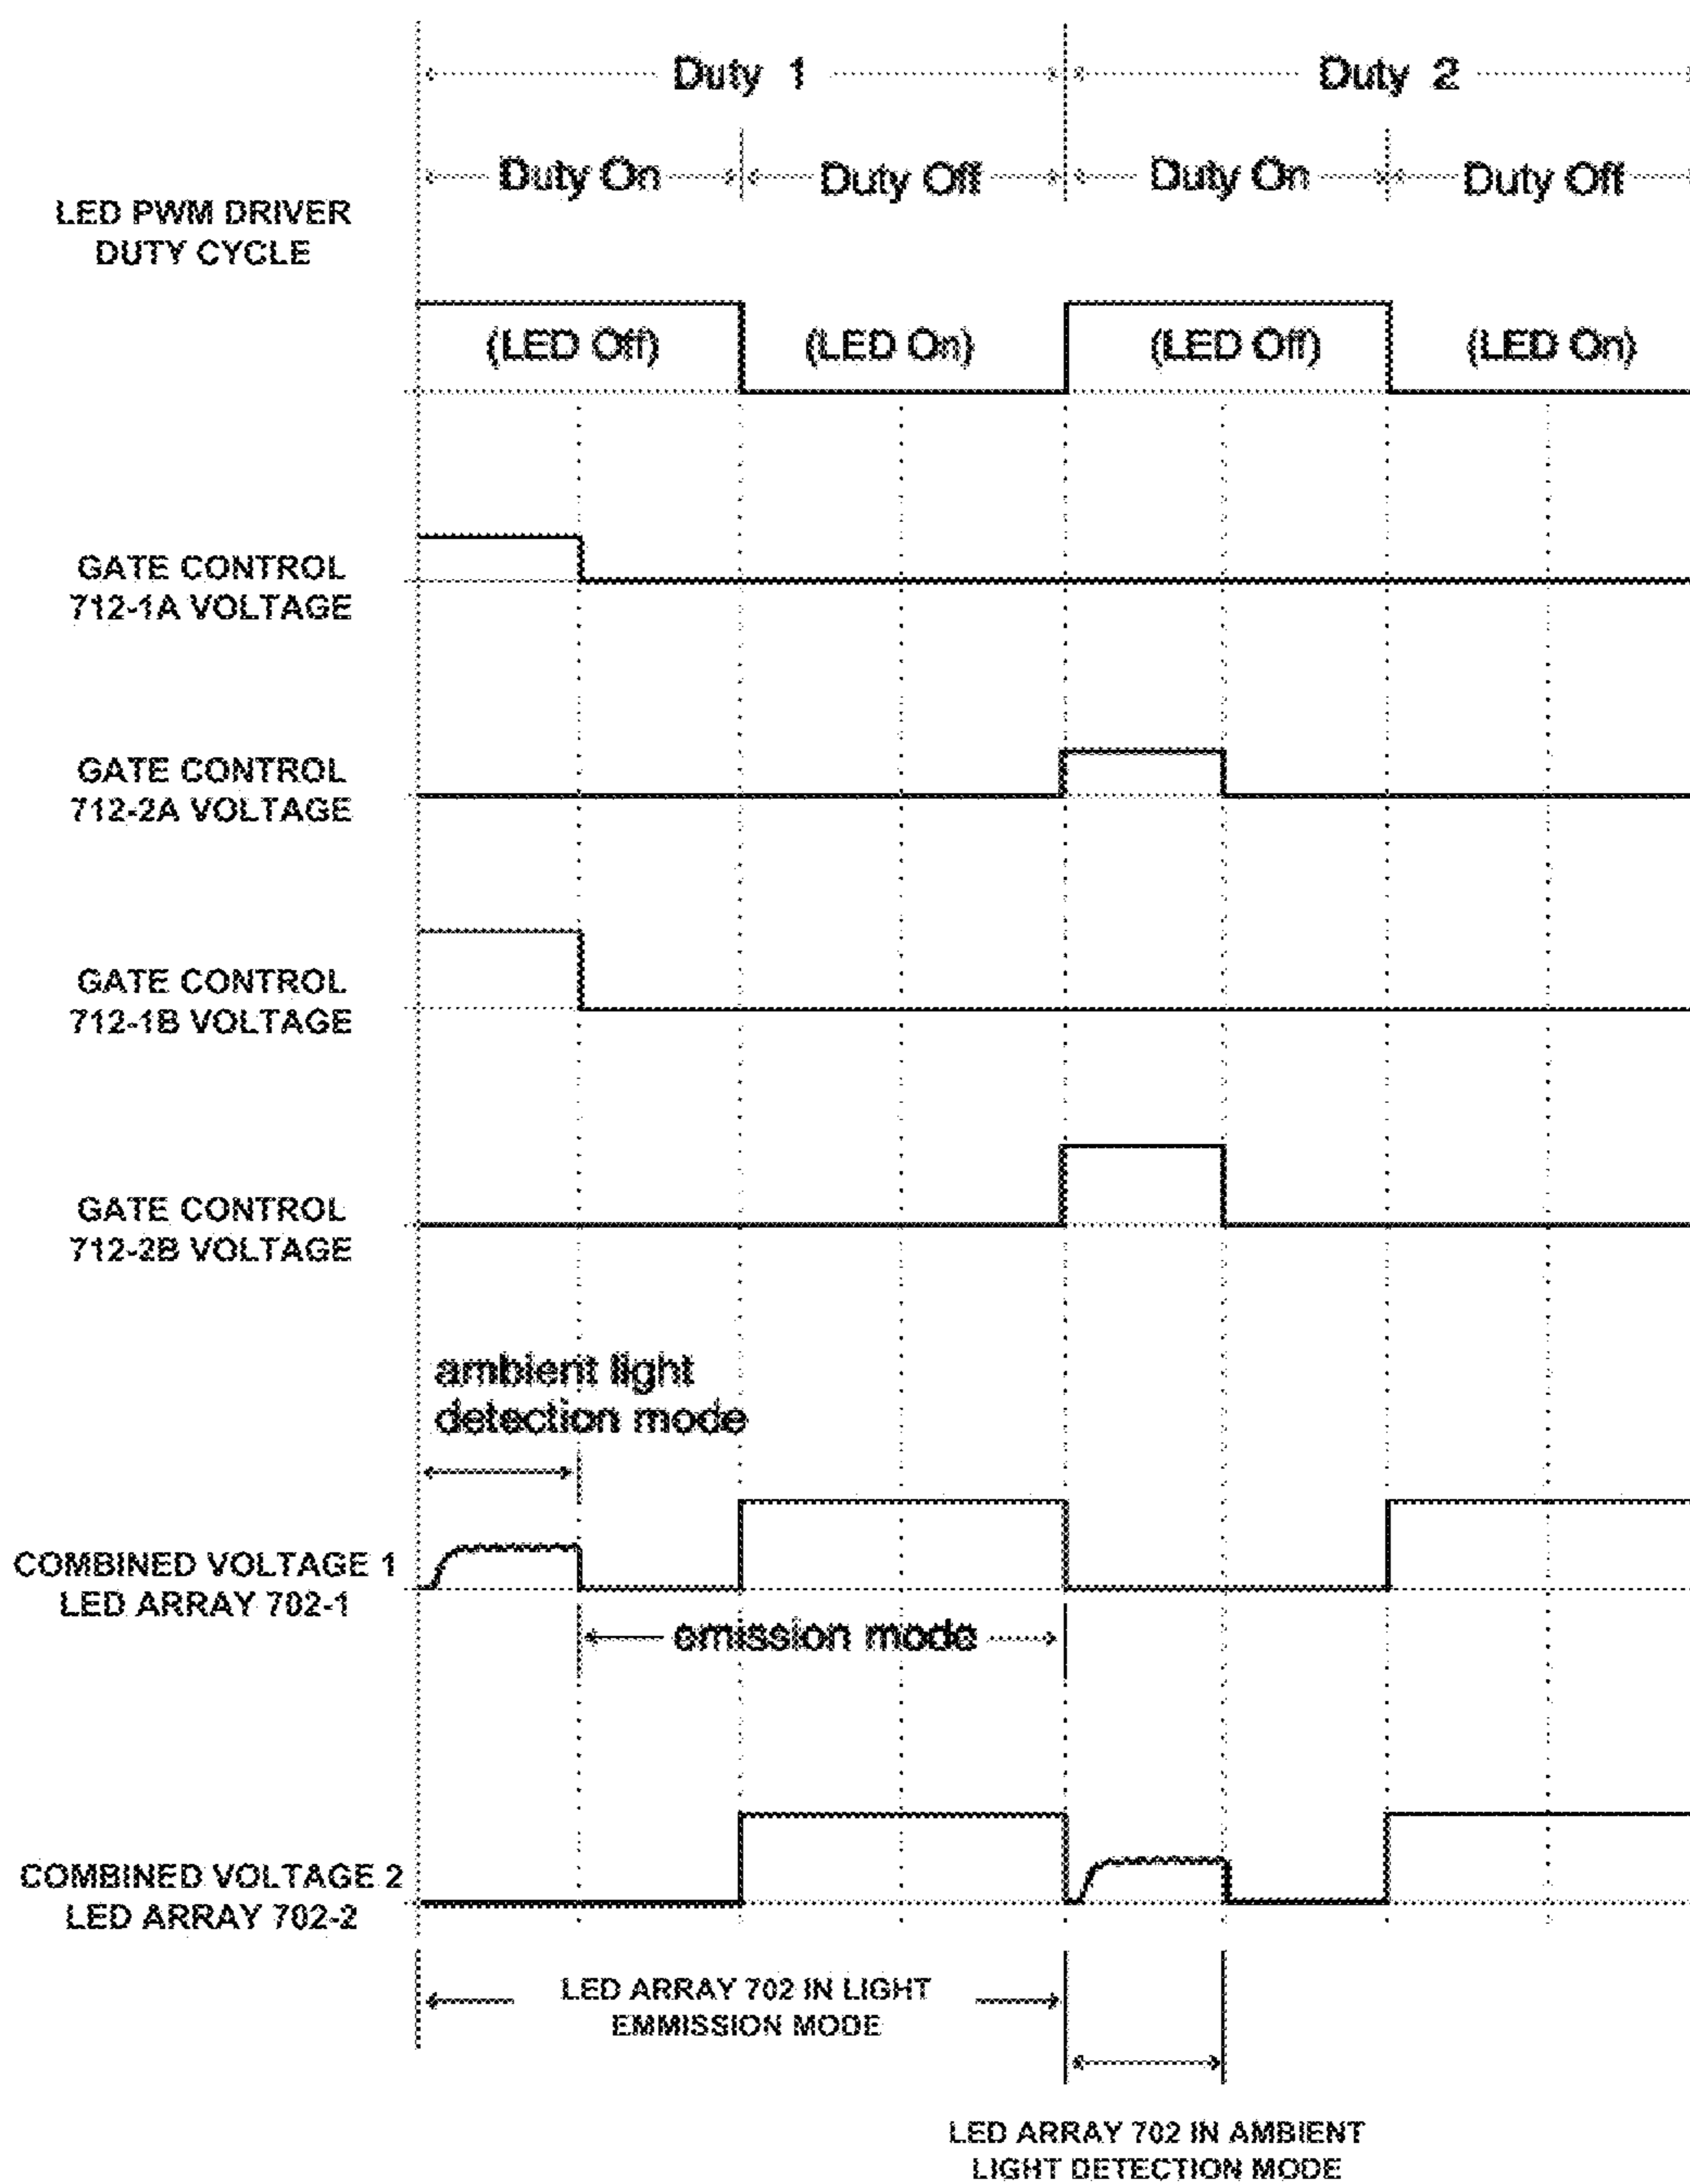 Duty 1
Duty 2
Duty On
Duty Off
Duty On
Duty Off
LED PWM DRIVER
DUTY CYCLE
(LED Off)
(LED On)
(LED Off)
(LED On)
GATE CONTROL
712-1A VOLTAGE
GATE CONTROL
712-2A VOLTAGE
GATE CONTROL
712-1B VOLTAGE
GATE CONTROL
712-2B VOLTAGE
ambient light
detection mode
COMBINED VOLTAGE 1
LED ARRAY 702-1
emission mode
COMBINED VOLTAGE 2
LED ARRAY 702-2
LED ARRAY 702 IN LIGHT
EMMISSION MODE
LED ARRAY 702 IN AMBIENT
LIGHT DETECTION MODE